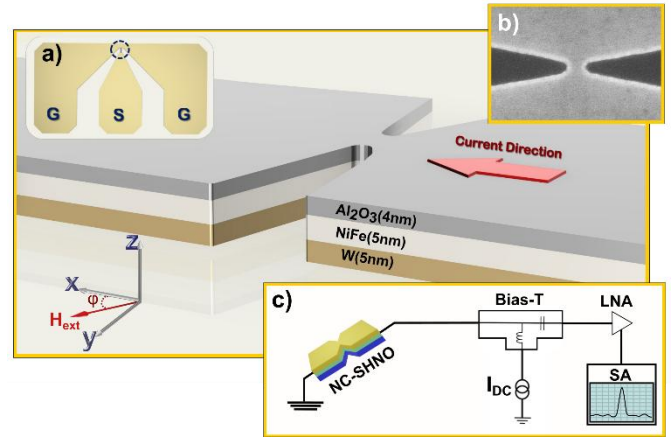 a)
G S G
b)
Current Direction
Al₂O₃(4nm)
NiFe(5nm)
W(5nm)
z
x
φ
Hext
y
c)
Bias-T
LNA
NC-SHNO
IDC
SA